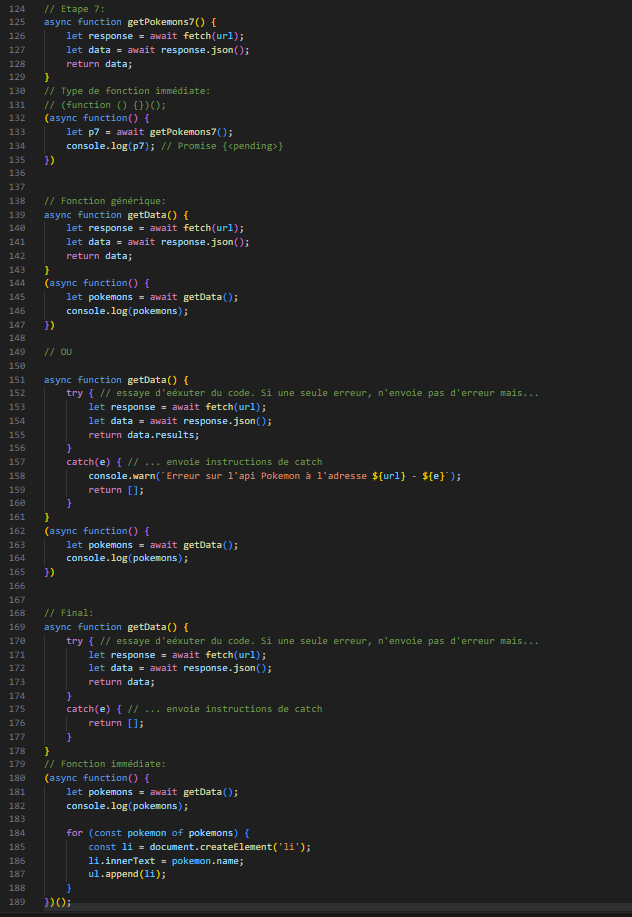 124 // Etape 7:
125 async function getPokemons7() {
126 let response = await fetch(url);
127 let data = await response.json();
128 return data;
129 }
130 // Type de fonction immédiate:
131 // (function () {})();
132 (async function() {
133 let p7 = await getPokemons7();
134 console.log(p7); // Promise {<pending>}
135 })
136
137
138 // Fonction générique:
139 async function getData() {
140 let response = await fetch(url);
141 let data = await response.json();
142 return data;
143 }
144 (async function() {
145 let pokemons = await getData();
146 console.log(pokemons);
147 })
148
149 // OU
150
151 async function getData() {
152 try { // essaye d'eéxuter du code. Si une seule erreur, n'envoie pas d'erreur mais...
153 let response = await fetch(url);
154 let data = await response.json();
155 return data.results;
156 }
157 catch(e) { // ... envoie instructions de catch
158 console.warn(`Erreur sur l'api Pokemon à l'adresse ${url} - ${e}`);
159 return [];
160 }
161 }
162 (async function() {
163 let pokemons = await getData();
164 console.log(pokemons);
165 })
166
167
168 // Final:
169 async function getData() {
170 try { // essaye d'eéxuter du code. Si une seule erreur, n'envoie pas d'erreur mais...
171 let response = await fetch(url);
172 let data = await response.json();
173 return data;
174 }
175 catch(e) { // ... envoie instructions de catch
176 return [];
177 }
178 }
179 // Fonction immédiate:
180 (async function() {
181 let pokemons = await getData();
182 console.log(pokemons);
183
184 for (const pokemon of pokemons) {
185 const li = document.createElement('li');
186 li.innerText = pokemon.name;
187 ul.append(li);
188 }
189 })();